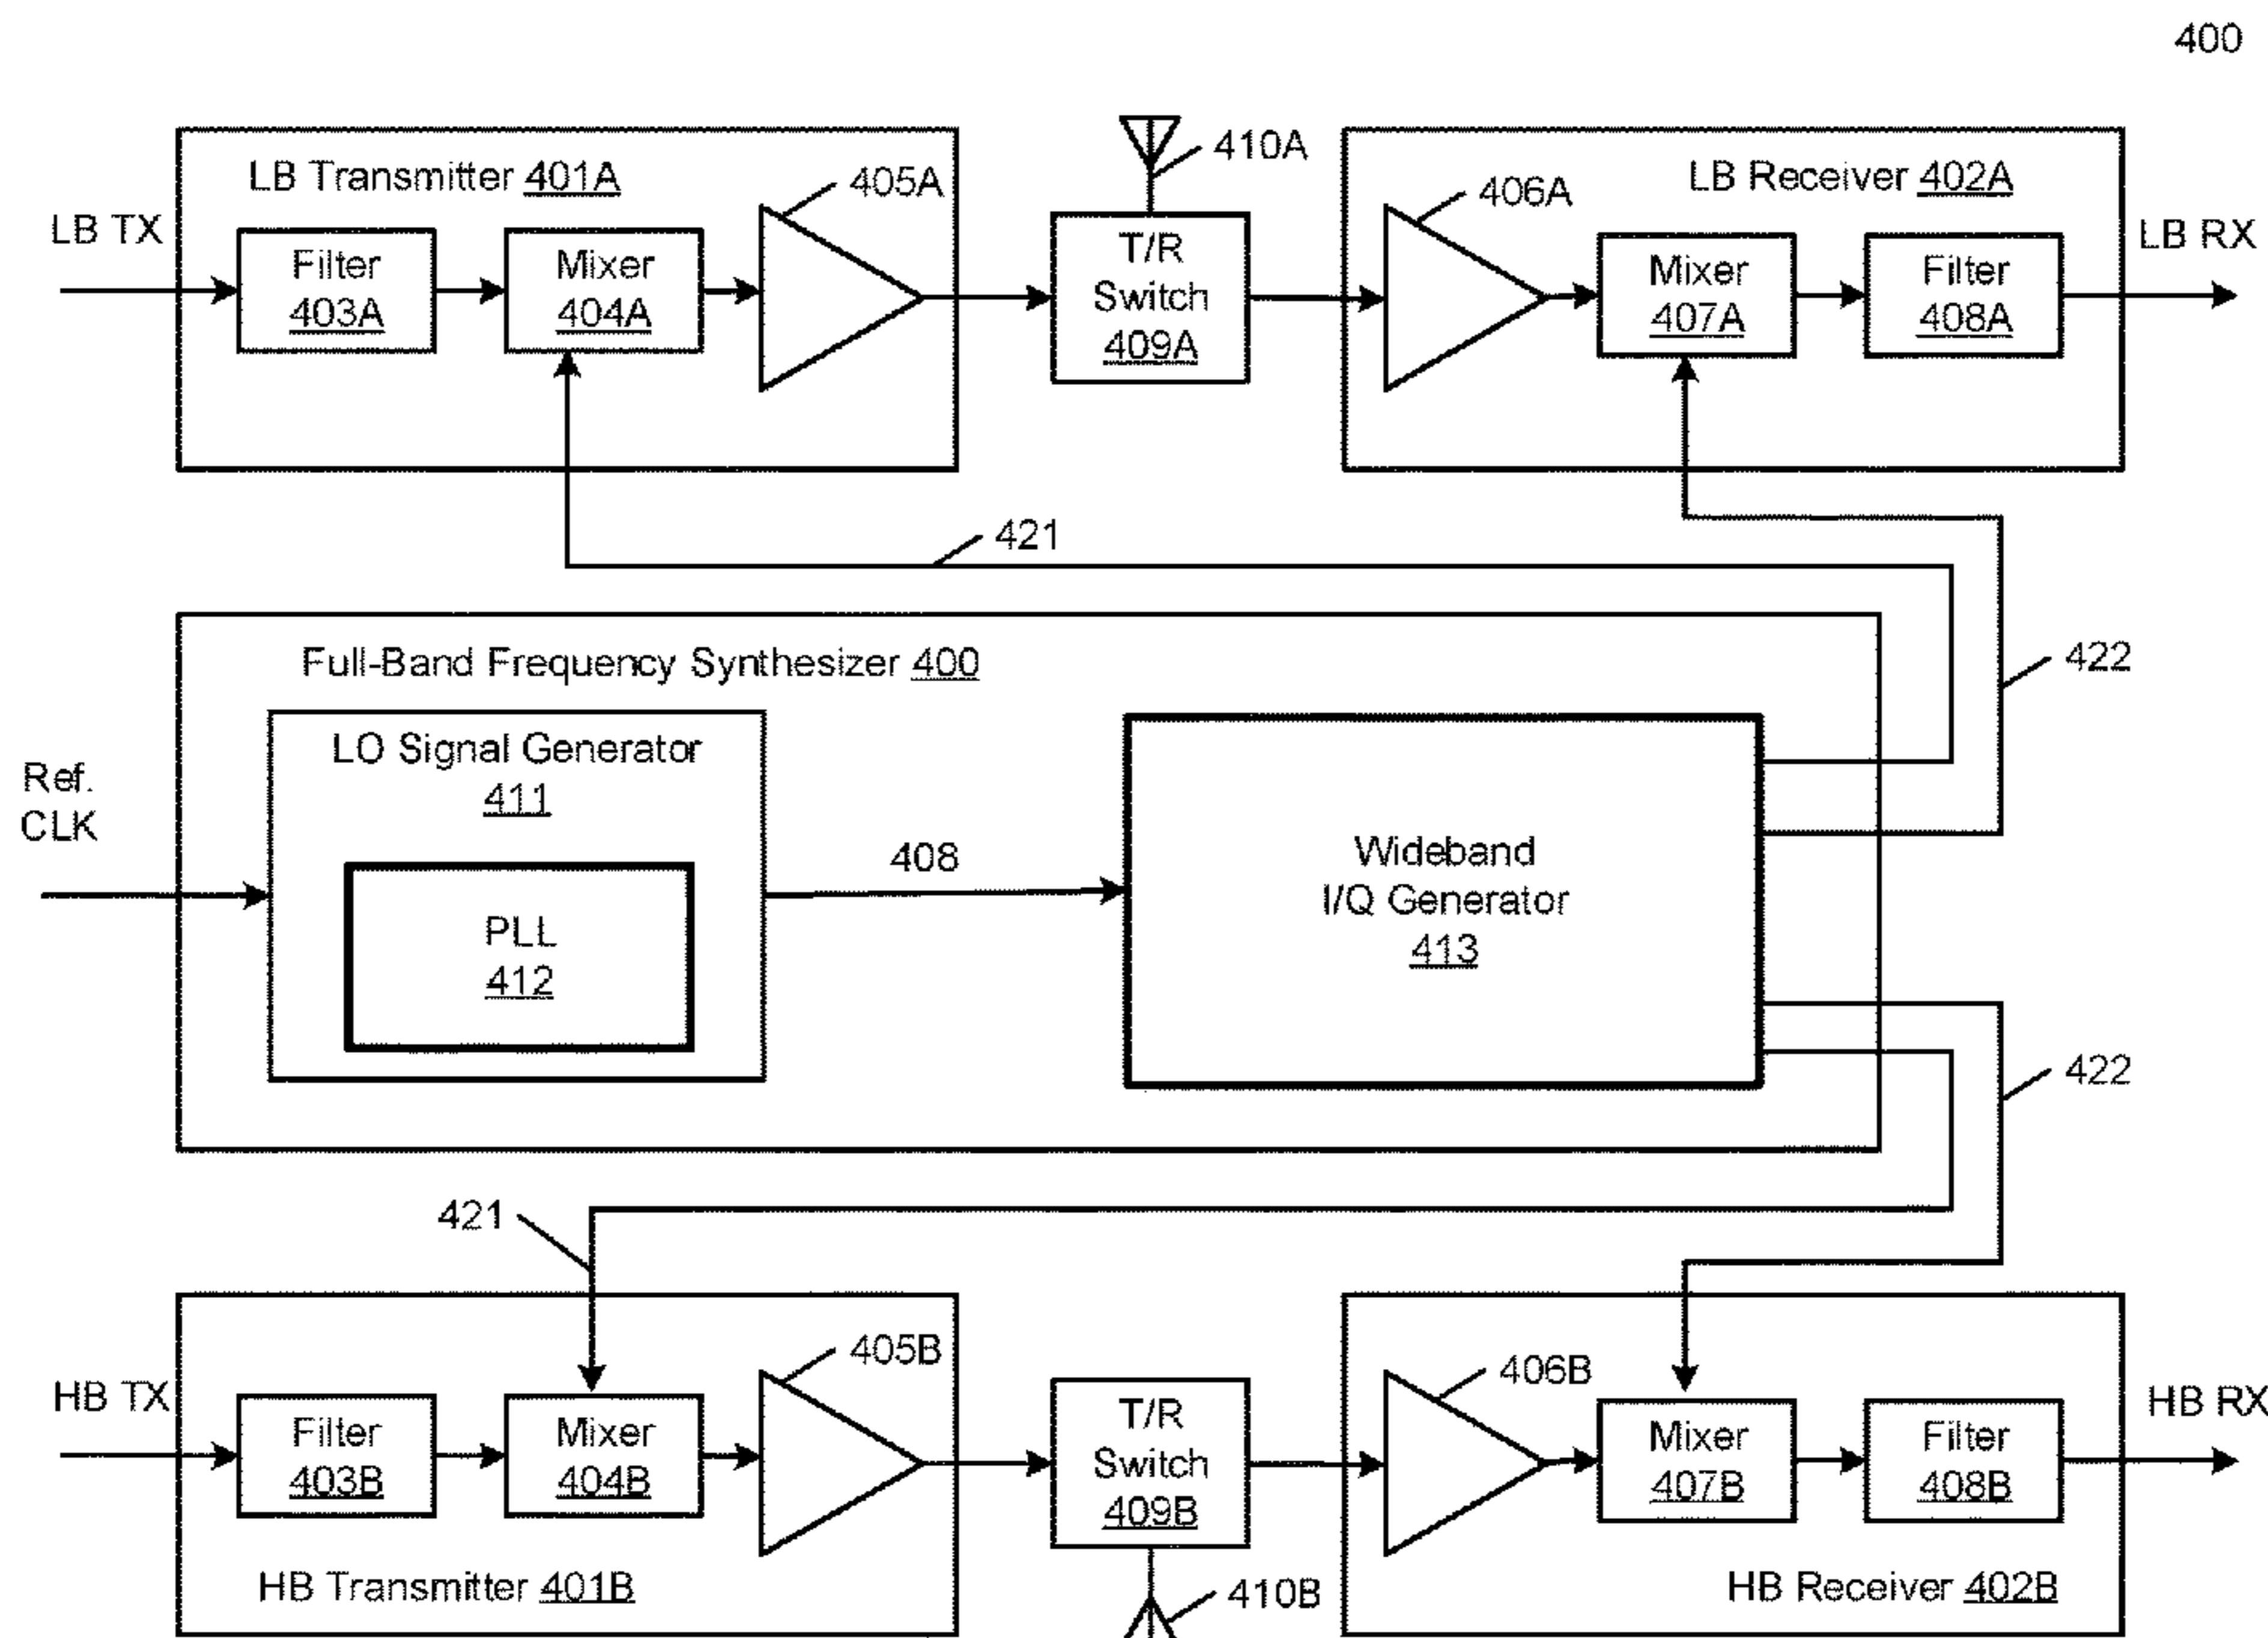 400
LB Transmitter 401A
405A
410A
406A
LB Receiver 402A
LB TX
Filter
403A
Mixer
404A
T/R
Switch
409A
Mixer
407A
Filter
408A
LB RX
421
422
Full-Band Frequency Synthesizer 400
LO Signal Generator
411
Ref.
CLK
PLL
412
408
Wideband
I/Q Generator
413
422
421
405B
406B
HB TX
Filter
403B
Mixer
404B
T/R
Switch
409B
Mixer
407B
Filter
408B
HB RX
HB Transmitter 401B
410B
HB Receiver 402B